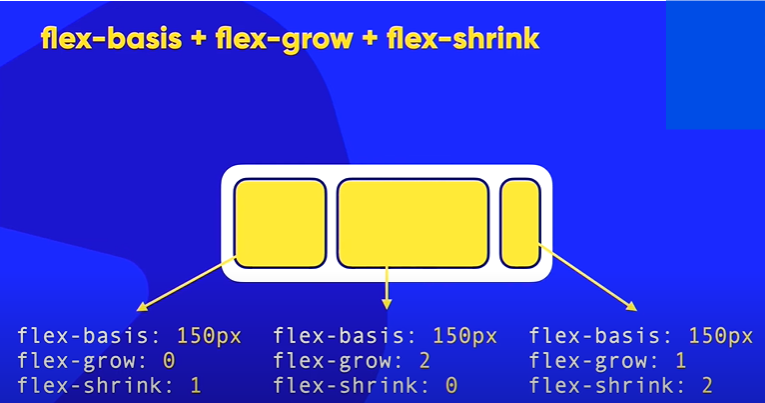 flex-basis + flex-grow + flex-shrink
flex-basis: 150px
flex-grow: 0
flex-shrink: 1
flex-basis: 150px
flex-grow: 2
flex-shrink: 0
flex-basis: 150px
flex-grow: 1
flex-shrink: 2